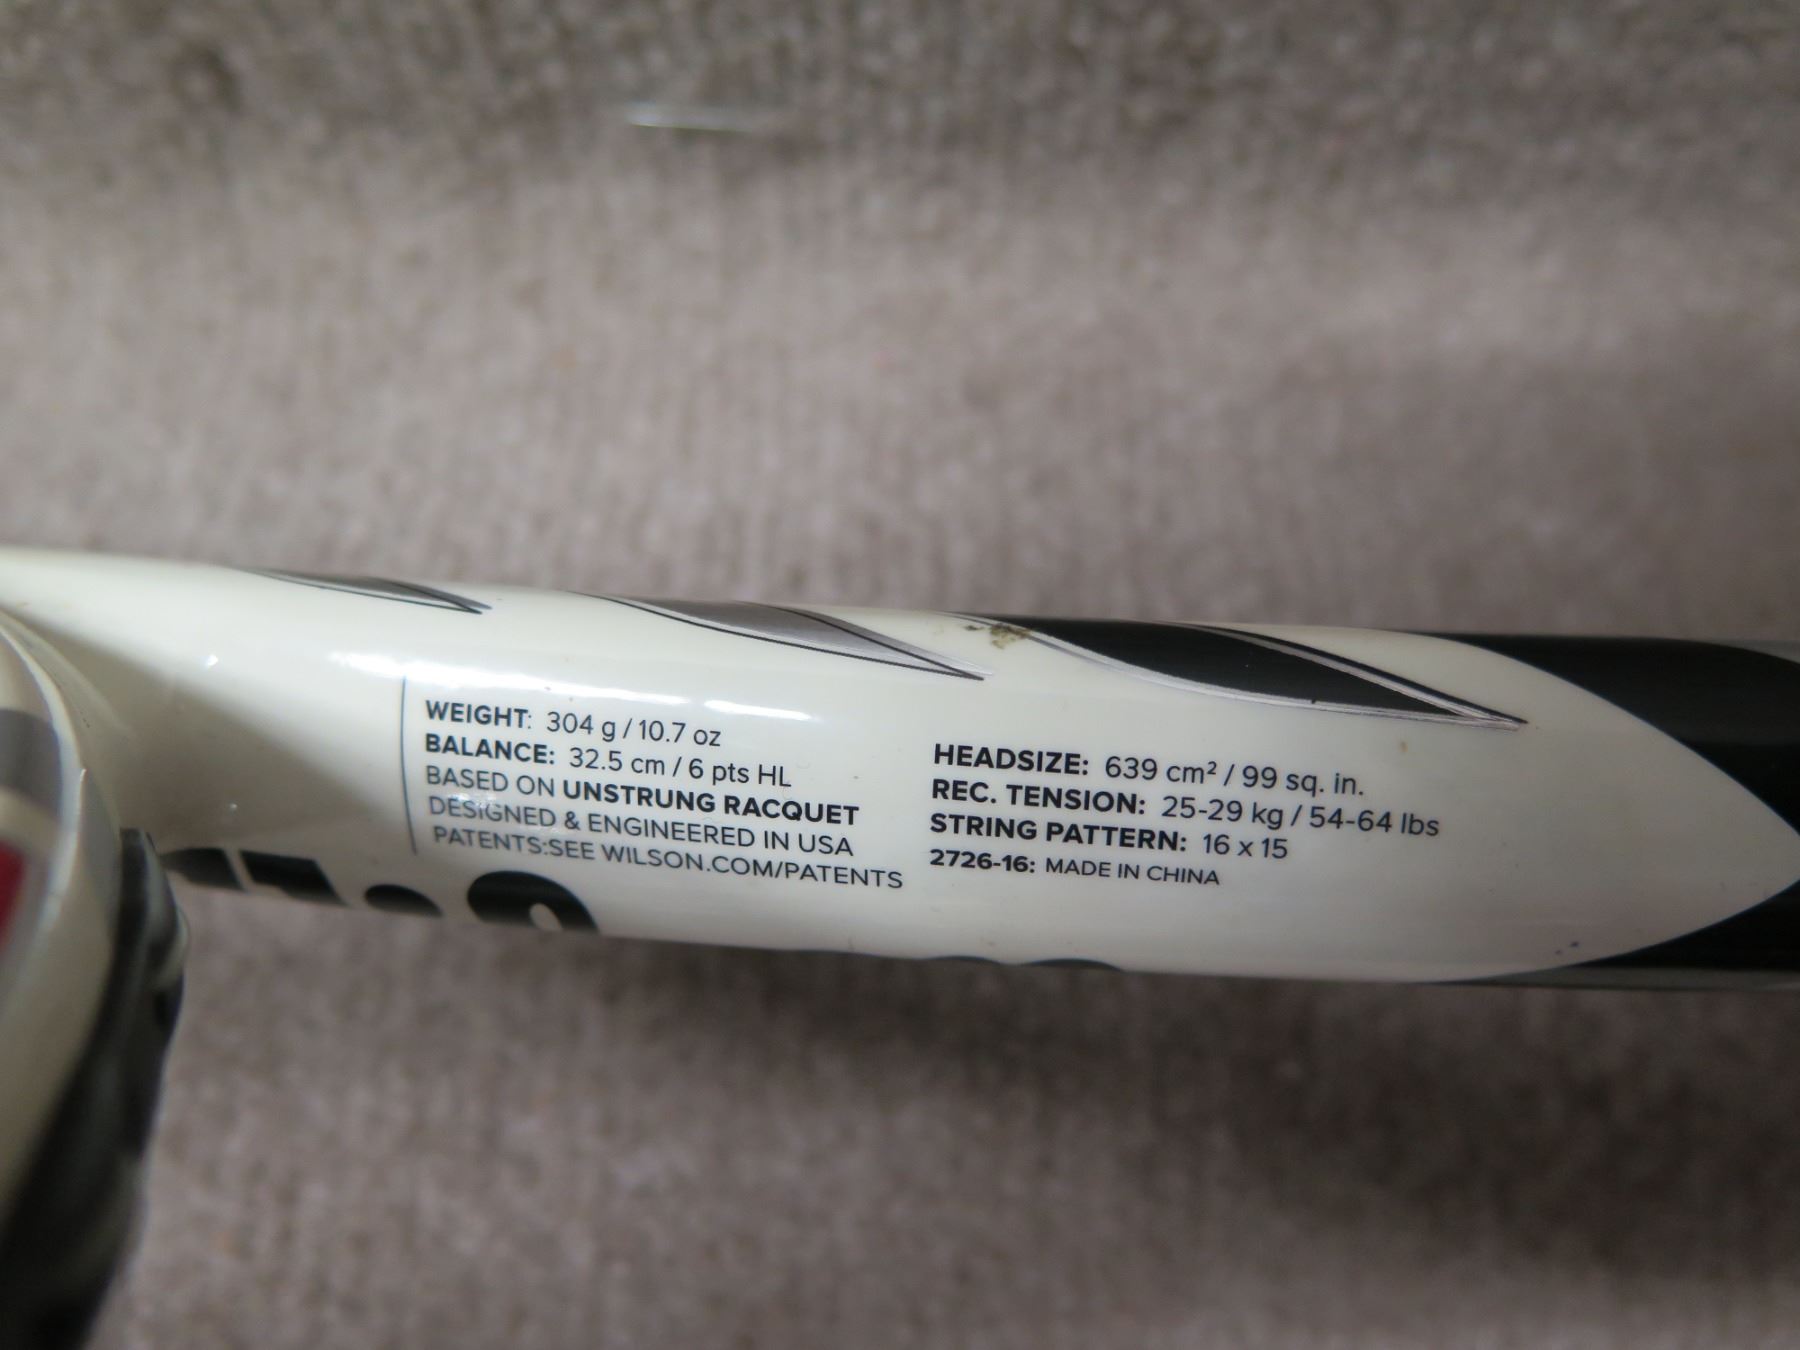 WEIGHT: 304 g / 10.7 oz
BALANCE: 32.5 cm / 6 pts HL
BASED ON UNSTRUNG RACQUET
DESIGNED & ENGINEERED IN USA
PATENTS:SEE WILSON.COM/PATENTS
HEADSIZE: 639 cm² / 99 sq. in.
REC. TENSION: 25-29 kg / 54-64 lbs
STRING PATTERN: 16 x 15
2726-16: MADE IN CHINA